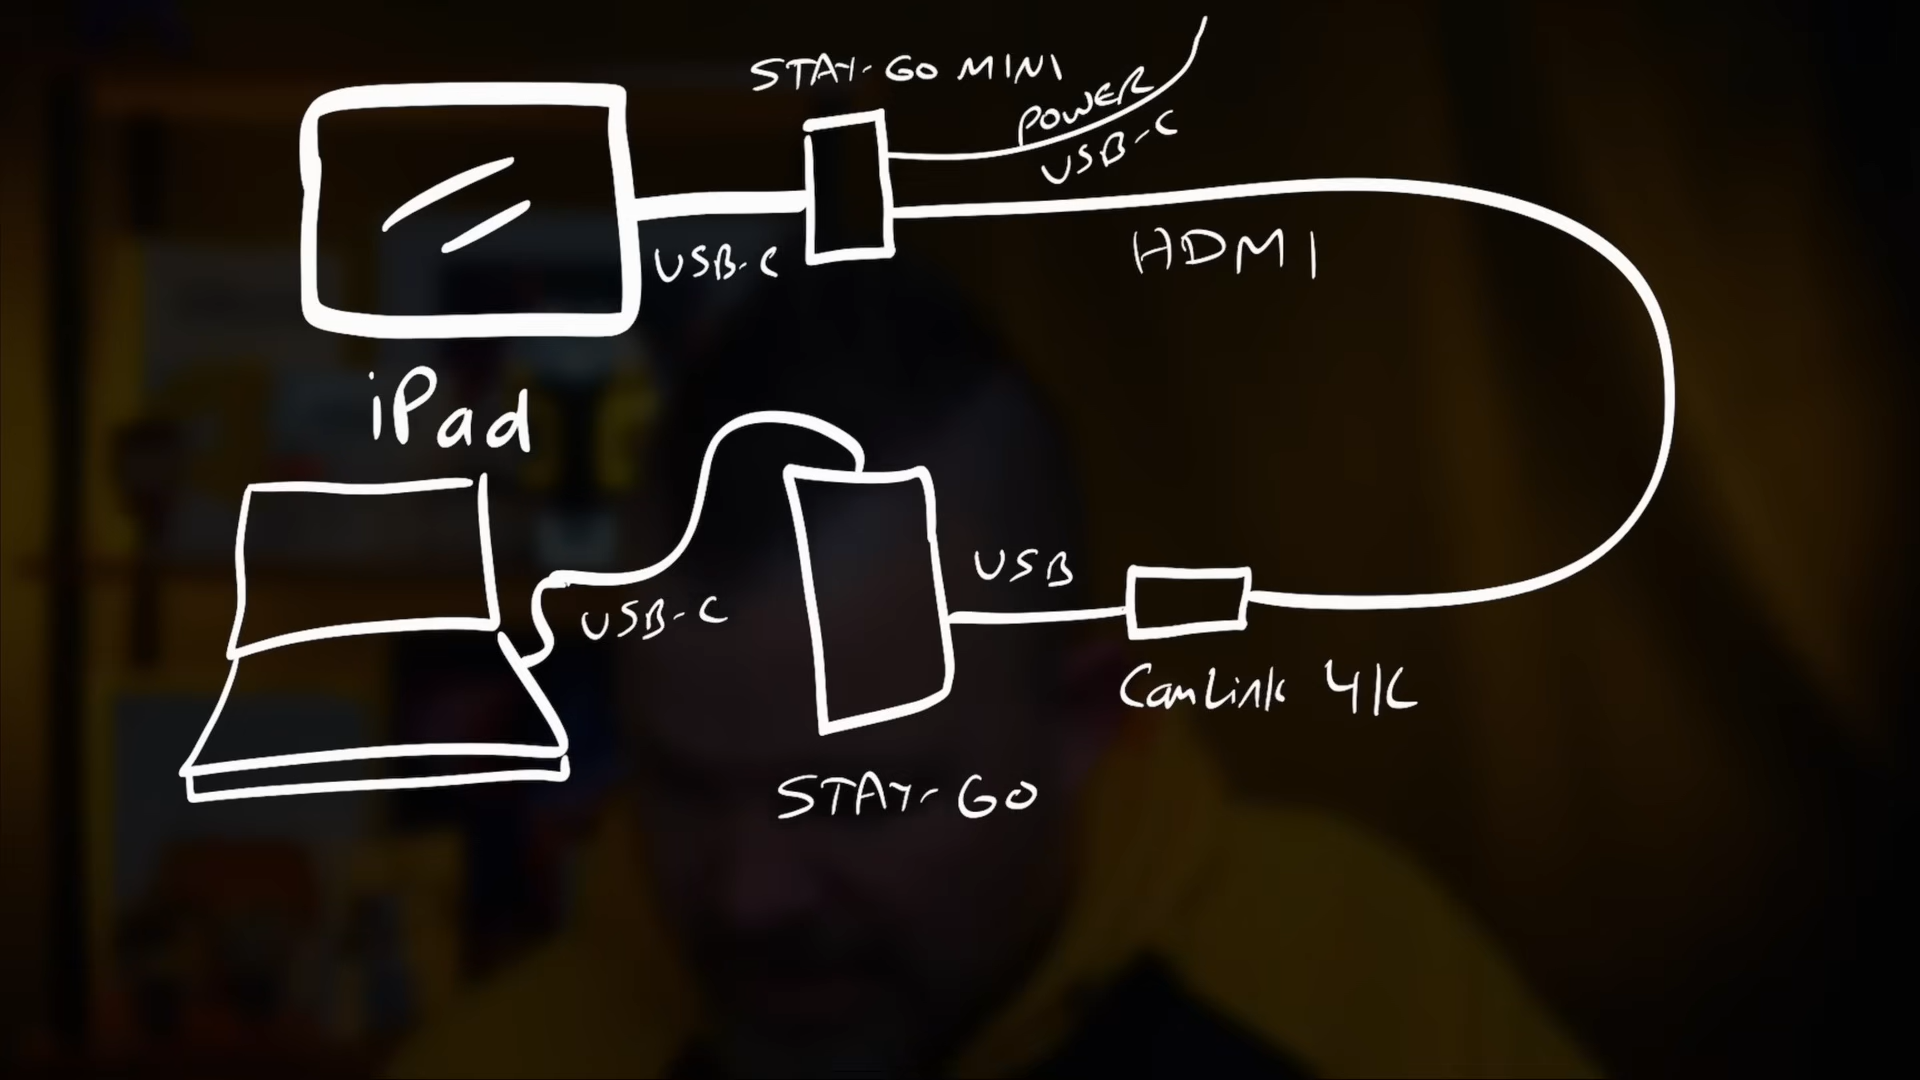 STAY-GO MINI
POWER
USB-C
USB-C
HDMI
iPad
USB
USB-C
CamLink 4K
STAY-GO